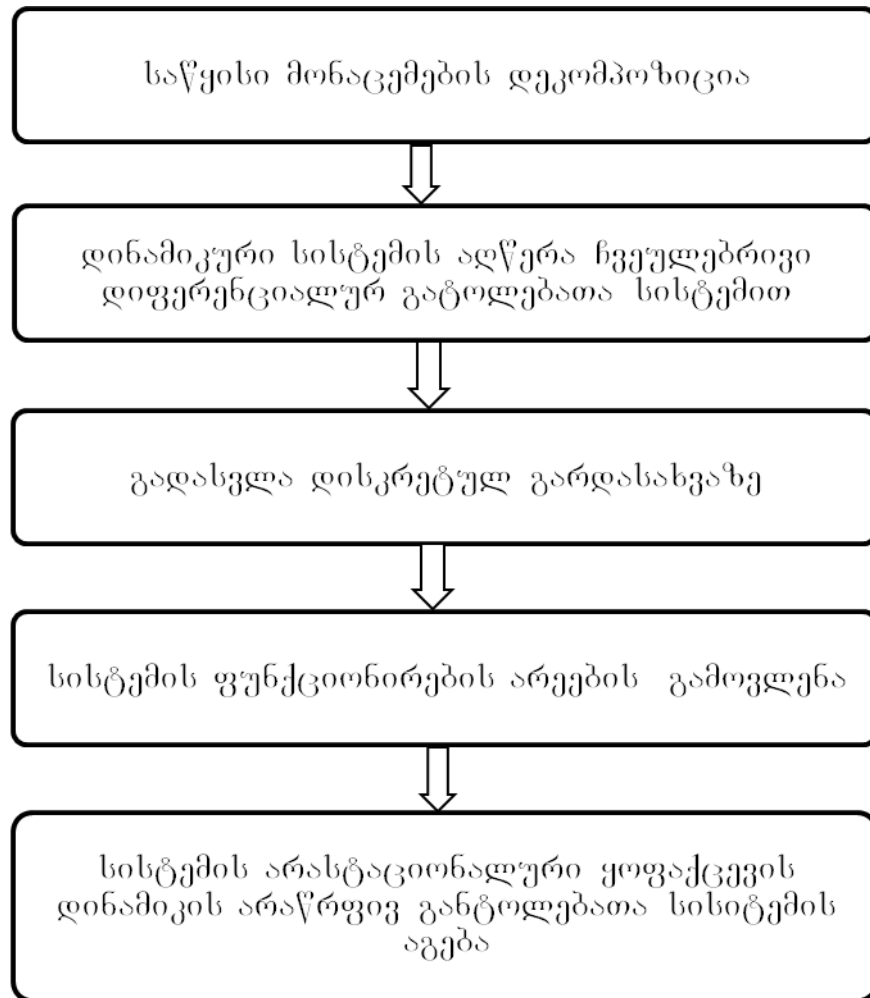 საწყისი მონაცემების დეკომპოზიცია
დინამიკური სისტემის აღწერა ჩვეულებრივი
დიფერენციალურ გატოლებათა სისტემით
გადასვლა დისკრეტულ გარდასახვაზე
სისტემის ფუნქციონირების არეების გამოვლენა
სისტემის არასტაციონალური ყოფაქცევის
დინამიკის არაწრფივ განტოლებათა სისიტემის
აგება